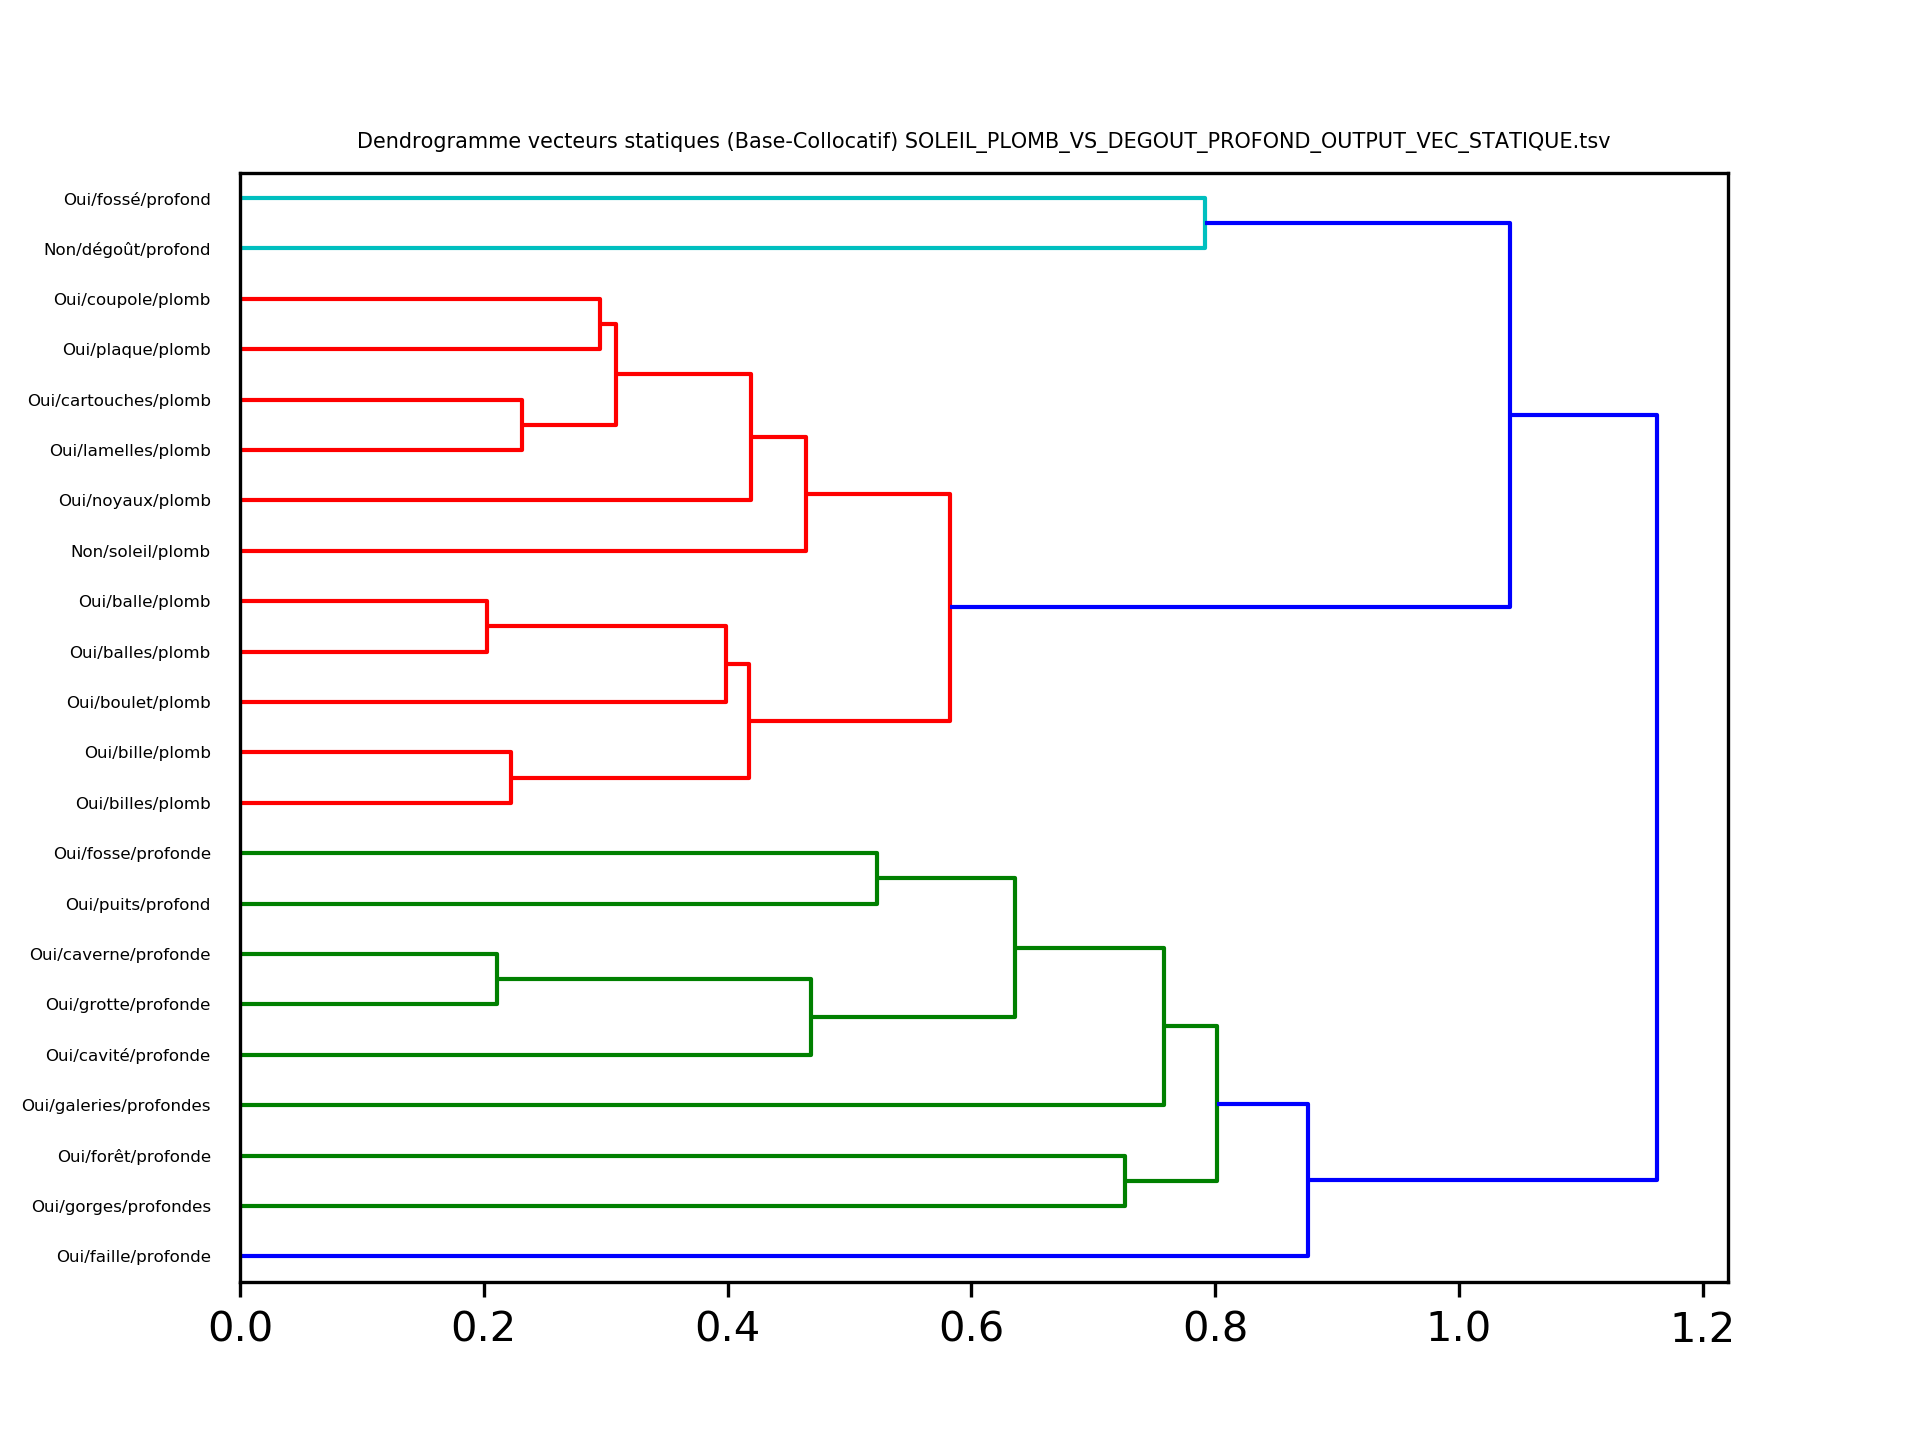 Dendrogramme vecteurs statiques (Base-Collocatif) SOLEIL_PLOMB_VS_DEGOUT_PROFOND_OUTPUT_VEC_STATIQUE.tsv
Oui/fossé/profond
Non/dégoût/profond
Oui/coupole/plomb
Oui/plaque/plomb
Oui/cartouches/plomb
Oui/lamelles/plomb
Oui/noyaux/plomb
Non/soleil/plomb
Oui/balle/plomb
Oui/balles/plomb
Oui/boulet/plomb
Oui/bille/plomb
Oui/billes/plomb
Oui/fosse/profonde
Oui/puits/profond
Oui/caverne/profonde
Oui/grotte/profonde
Oui/cavité/profonde
Oui/galeries/profondes
Oui/forêt/profonde
Oui/gorges/profondes
Oui/faille/profonde
0.0 0.2 0.4 0.6 0.8 1.0 1.2